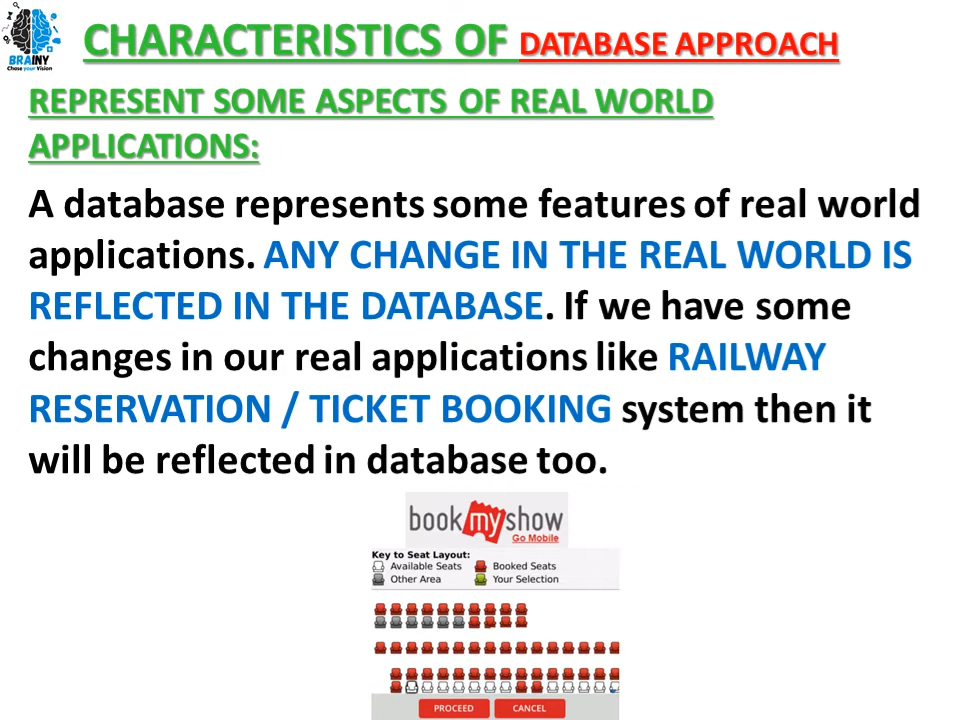 CHARACTERISTICS OF DATABASE APPROACH
BRAINY
Chase your Vision
REPRESENT SOME ASPECTS OF REAL WORLD
APPLICATIONS:
A database represents some features of real world
applications. ANY CHANGE IN THE REAL WORLD IS
REFLECTED IN THE DATABASE. If we have some
changes in our real applications like RAILWAY
RESERVATION / TICKET BOOKING system then it
will be reflected in database too.
bookmyshow
Go Mobile
Key to Seat Layout:
Available Seats Booked Seats
Other Area Your Selection
PROCEED CANCEL